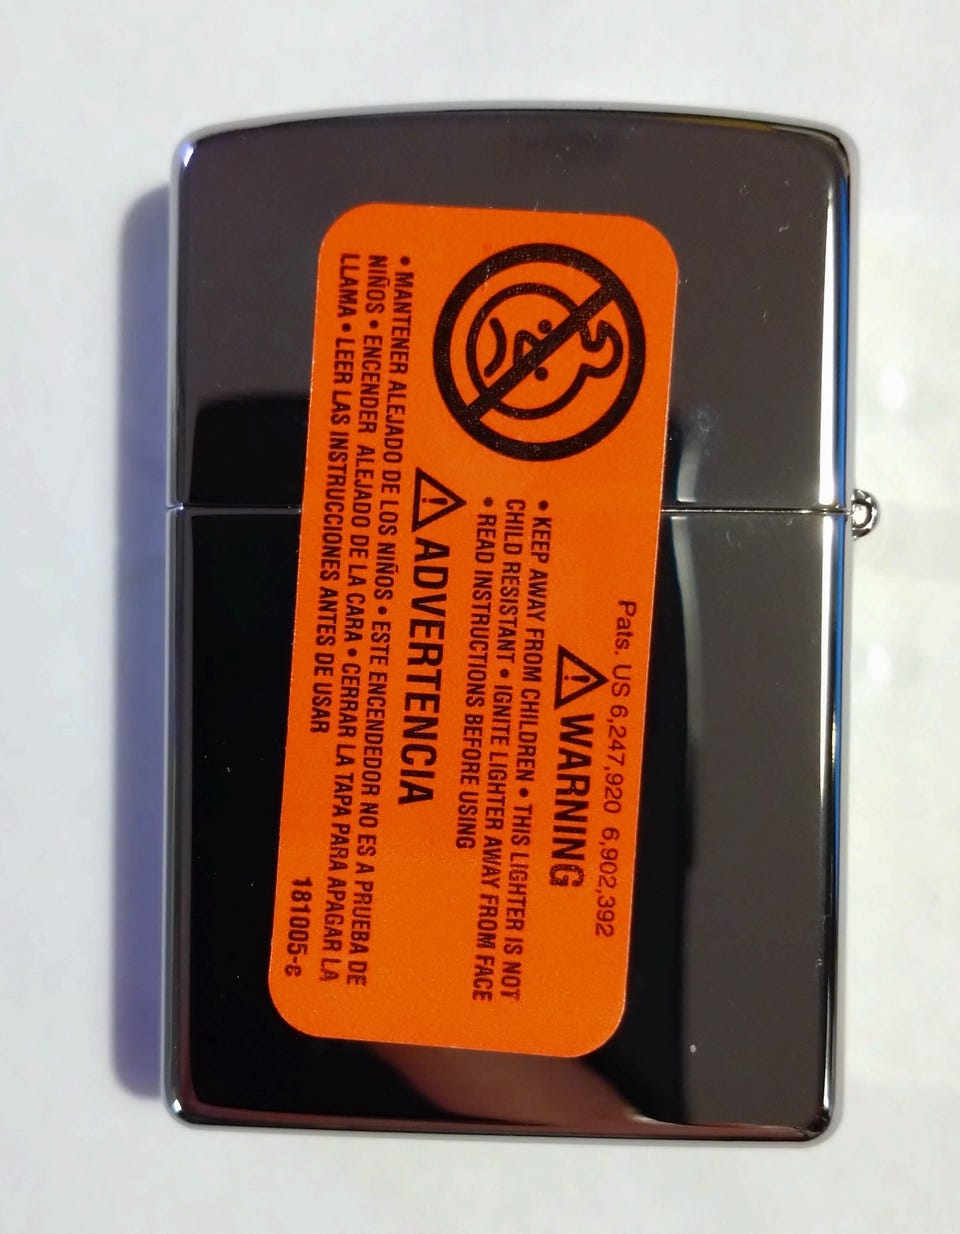 Pats. US 6,247,920 6,902,392
⚠ WARNING
• KEEP AWAY FROM CHILDREN • THIS LIGHTER IS NOT
CHILD RESISTANT • IGNITE LIGHTER AWAY FROM FACE
• READ INSTRUCTIONS BEFORE USING
⚠ ADVERTENCIA
• MANTENER ALEJADO DE LOS NIÑOS • ESTE ENCENDEDOR NO ES A PRUEBA DE
NIÑOS • ENCENDER ALEJADO DE LA CARA • CERRAR LA TAPA PARA APAGAR LA
LLAMA • LEER LAS INSTRUCCIONES ANTES DE USAR
181005-c